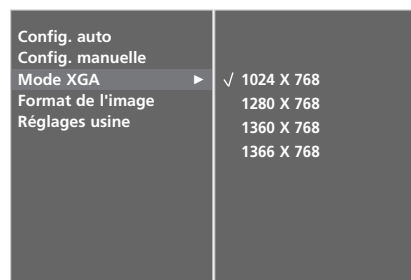 Config. auto
Config. manuelle
Mode XGA ►
Format de l'image
Réglages usine
√ 1024 X 768
1280 X 768
1360 X 768
1366 X 768